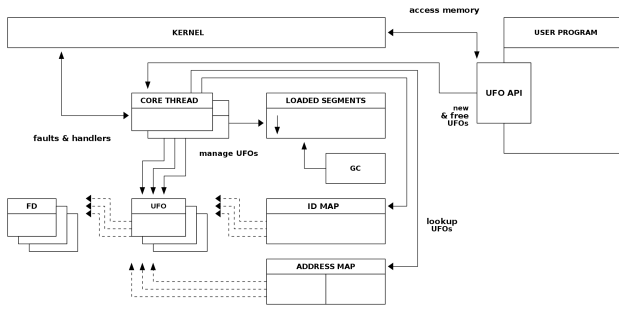 access memory
KERNEL
USER PROGRAM
UFO API
CORE THREAD
LOADED SEGMENTS
new
& free
UFOs
faults & handlers
manage UFOs
GC
FD
UFO
ID MAP
lookup
UFOs
ADDRESS MAP